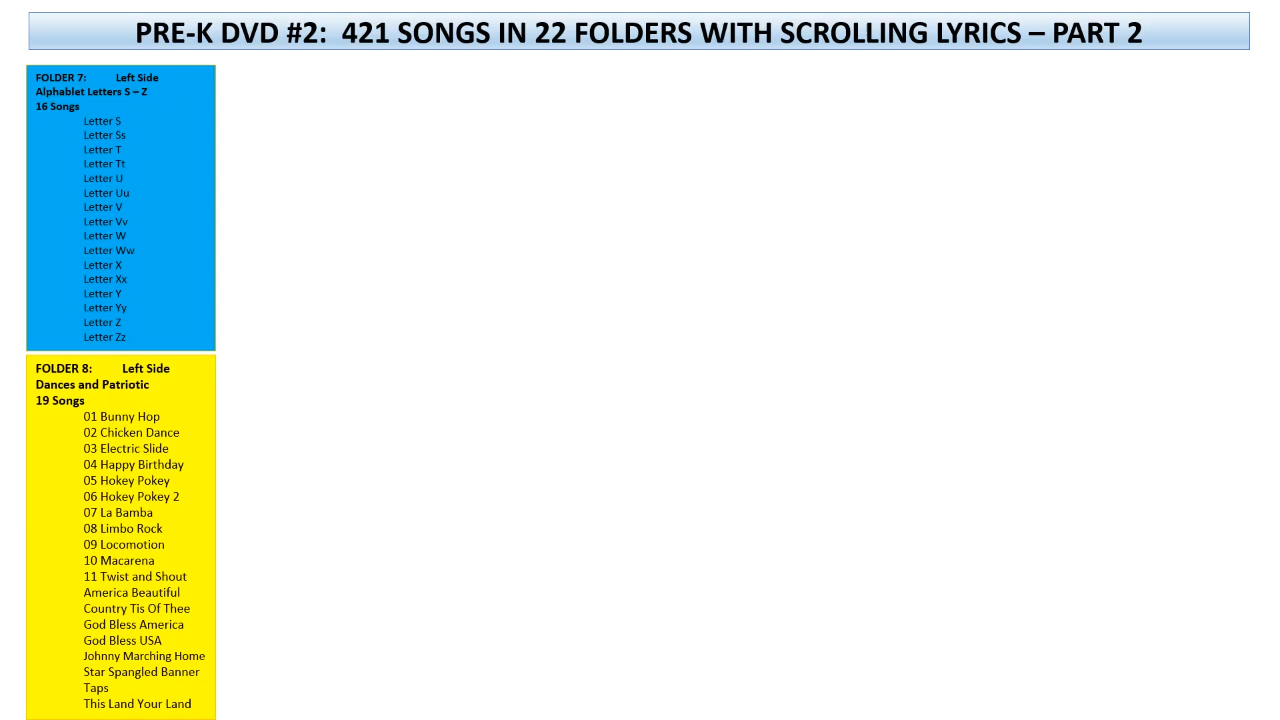 PRE-K DVD #2: 421 SONGS IN 22 FOLDERS WITH SCROLLING LYRICS – PART 2
FOLDER 7: Left Side
Alphablet Letters S – Z
16 Songs
Letter S
Letter Ss
Letter T
Letter Tt
Letter U
Letter Uu
Letter V
Letter Vv
Letter W
Letter Ww
Letter X
Letter Xx
Letter Y
Letter Yy
Letter Z
Letter Zz
FOLDER 8: Left Side
Dances and Patriotic
19 Songs
01 Bunny Hop
02 Chicken Dance
03 Electric Slide
04 Happy Birthday
05 Hokey Pokey
06 Hokey Pokey 2
07 La Bamba
08 Limbo Rock
09 Locomotion
10 Macarena
11 Twist and Shout
America Beautiful
Country Tis Of Thee
God Bless America
God Bless USA
Johnny Marching Home
Star Spangled Banner
Taps
This Land Your Land